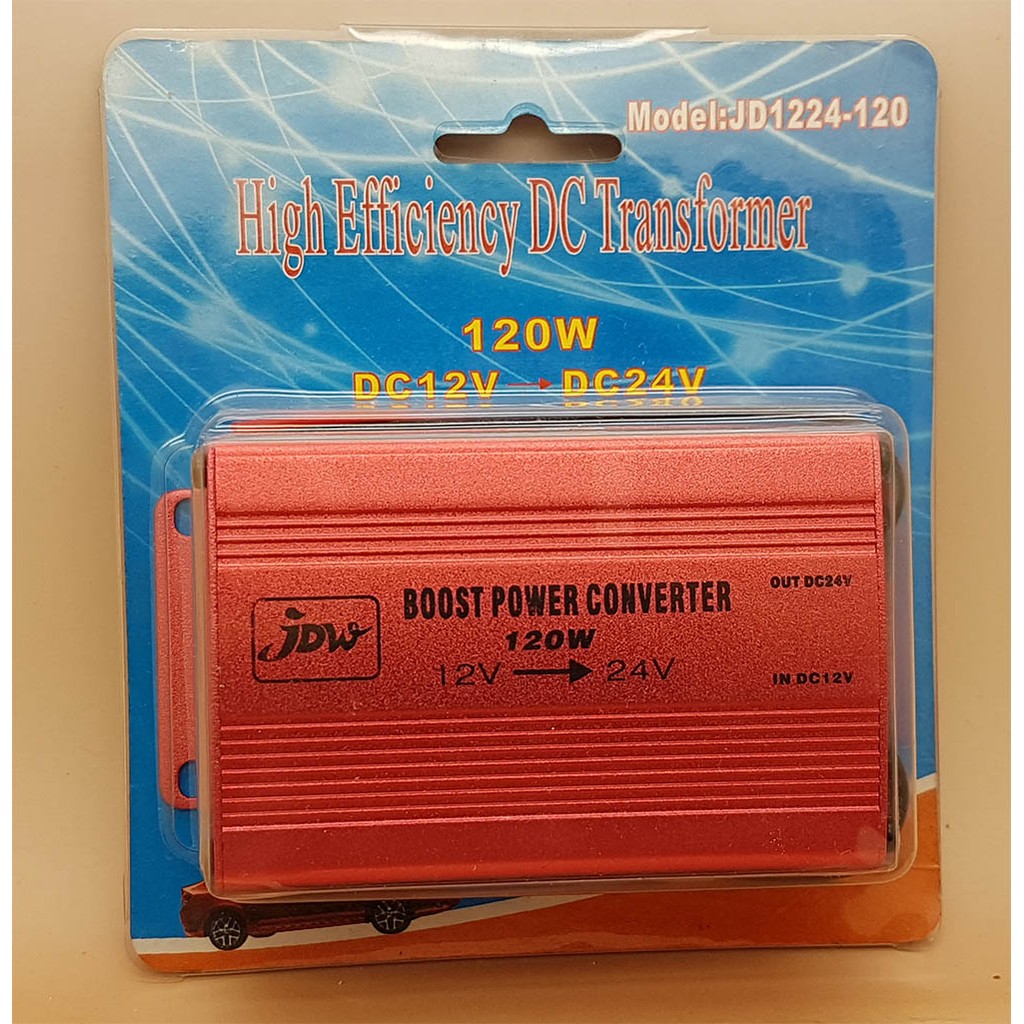 Model:JD1224-120
High Efficiency DC Transformer
120W
DC12V → DC24V
JDW
BOOST POWER CONVERTER
120W
12V → 24V
OUT DC24V
IN DC12V